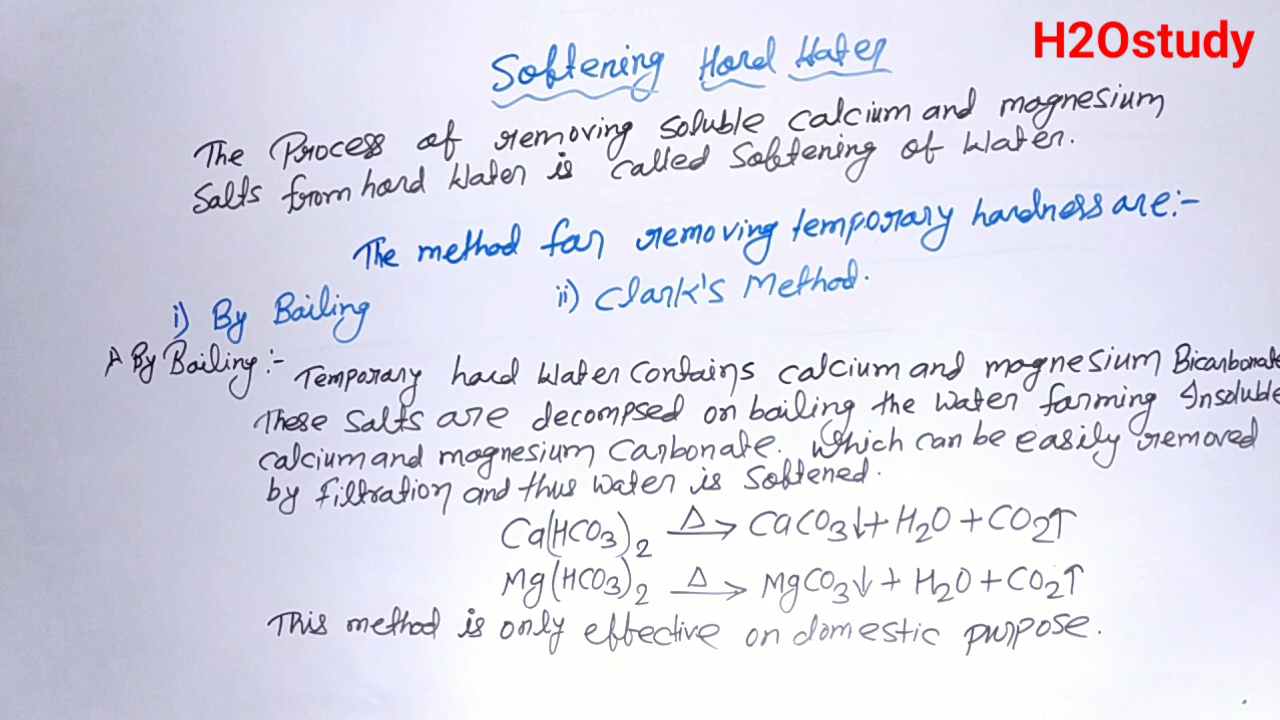 H2Ostudy
Softening Hard Water
The Process of removing soluble calcium and magnesium
Salts from hard Water is called Softening of Water.
The method for removing temporary hardness are:-
i) By Boiling
ii) Clark's Method.
A By Boiling :- Temporary hard Water contains calcium and magnesium Bicarbonate
These Salts are decompsed on boiling the water forming Insoluble
calcium and magnesium Carbonate. Which can be easily removed
by filtration and thus water is Softened.
Ca(HCO3)2 Δ→ CaCO3↓ + H2O + CO2↑
Mg(HCO3)2 Δ→ MgCO3↓ + H2O + CO2↑
This method is only effective on domestic purpose.